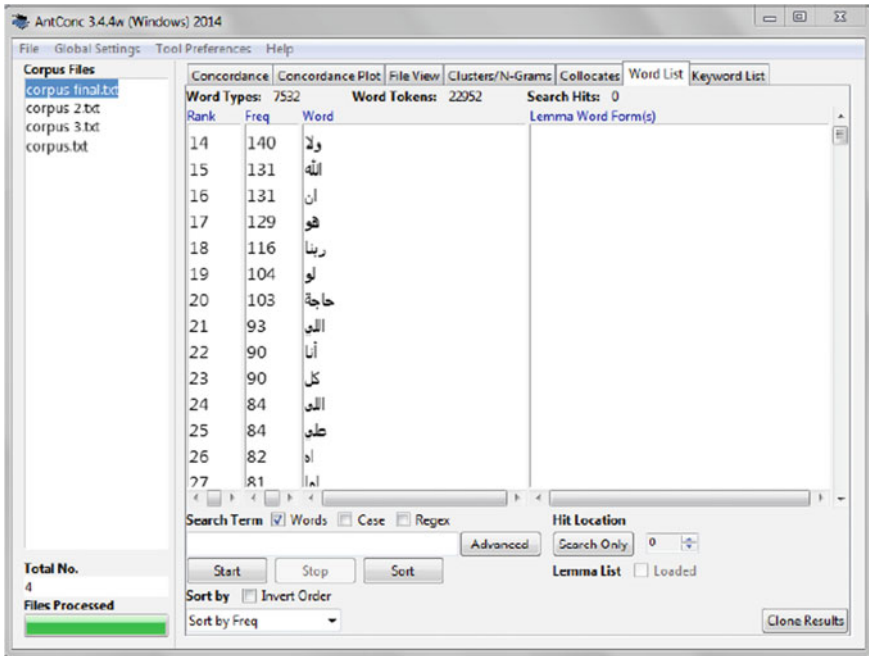 AntConc 3.4.4w (Windows) 2014
File Global Settings Tool Preferences Help
Corpus Files
corpus final.txt
corpus 2.txt
corpus 3.txt
corpus.txt
Concordance Concordance Plot File View Clusters/N-Grams Collocates Word List Keyword List
Word Types: 7532 Word Tokens: 22952 Search Hits: 0
Rank Freq Word Lemma Word Form(s)
14 140 ولا
15 131 الله
16 131 ان
17 129 هو
18 116 ربنا
19 104 لو
20 103 حاجة
21 93 اللي
22 90 أنا
23 90 كل
24 84 اللى
25 84 على
26 82 اه
27 81
Search Term Words Case Regex Hit Location
Advanced Search Only 0
Start Stop Sort Lemma List Loaded
Sort by Invert Order
Sort by Freq Clone Results
Total No.
4
Files Processed